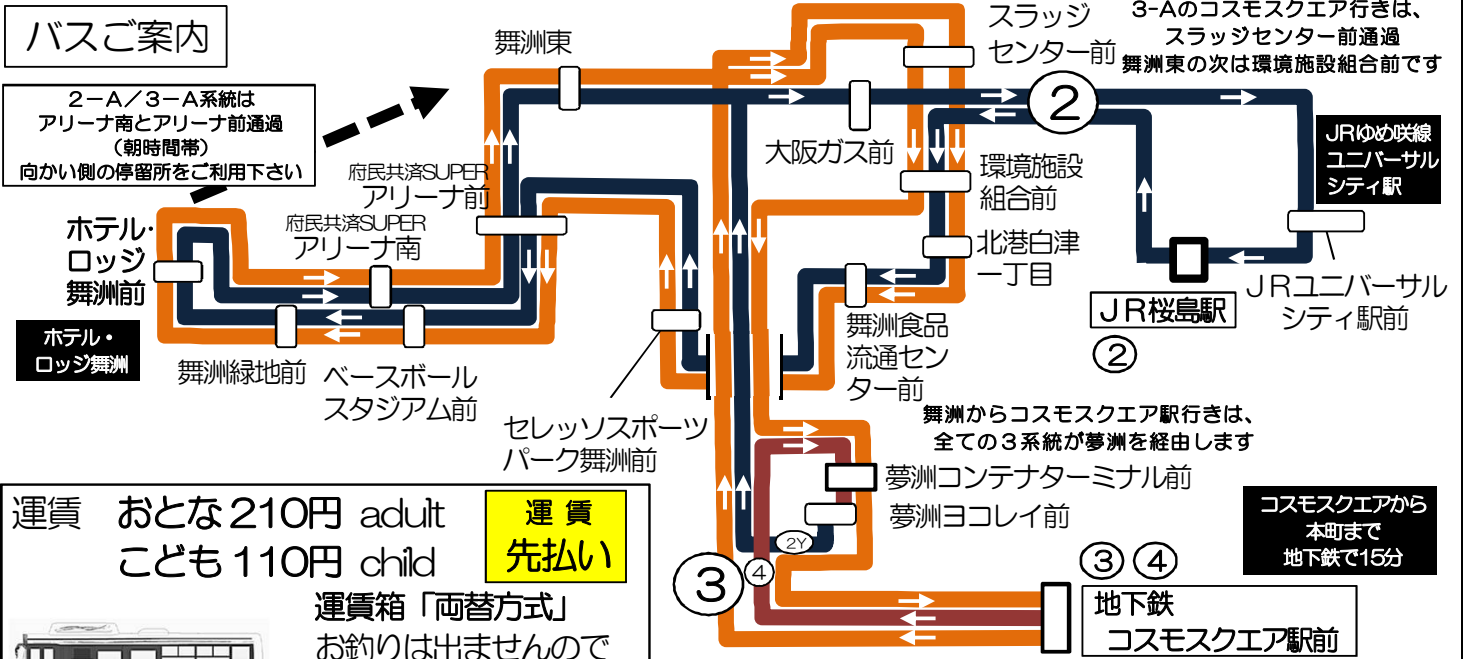 バスご案内
2－A／3－A系統は
アリーナ南とアリーナ前通過
（朝時間帯）
向かい側の停留所をご利用下さい
舞洲東
スラッジ
センター前
3-Aのコスモスクエア行きは、
スラッジセンター前通過
舞洲東の次は環境施設組合前です
②
大阪ガス前
環境施設
組合前
JRゆめ咲線
ユニバーサル
シティ駅
府民共済SUPER
アリーナ前
府民共済SUPER
アリーナ南
ホテル・
ロッジ
舞洲前
北港白津
一丁目
JR桜島駅
②
JRユニバーサル
シティ駅前
ホテル・
ロッジ舞洲
舞洲緑地前
ベースボール
スタジアム前
セレッソスポーツ
パーク舞洲前
舞洲食品
流通セン
ター前
舞洲からコスモスクエア駅行きは、
全ての３系統が夢洲を経由します
夢洲コンテナターミナル前
夢洲ヨコレイ前
2Y
③
④
コスモスクエアから
本町まで
地下鉄で15分
③ ④
地下鉄
コスモスクエア駅前
運賃 おとな210円 adult
こども110円 child
運賃
先払い
運賃箱「両替方式」
お釣りは出ませんので